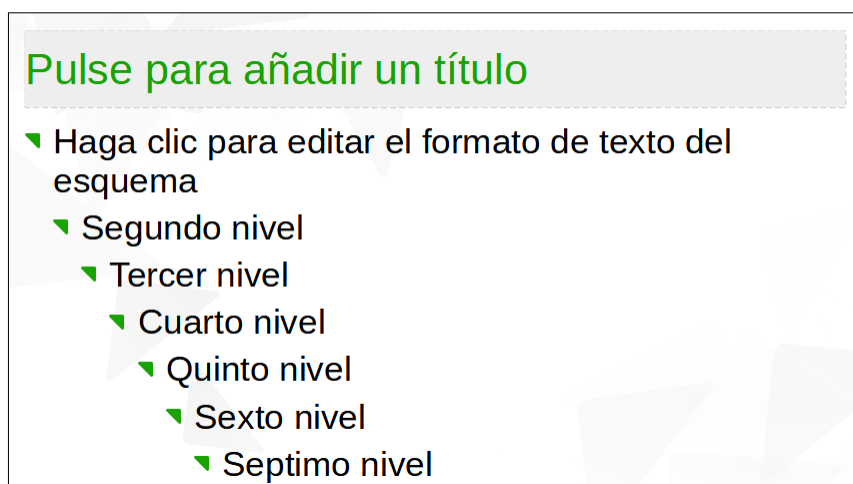 Pulse para añadir un título
Haga clic para editar el formato de texto del
esquema
Segundo nivel
Tercer nivel
Cuarto nivel
Quinto nivel
Sexto nivel
Septimo nivel